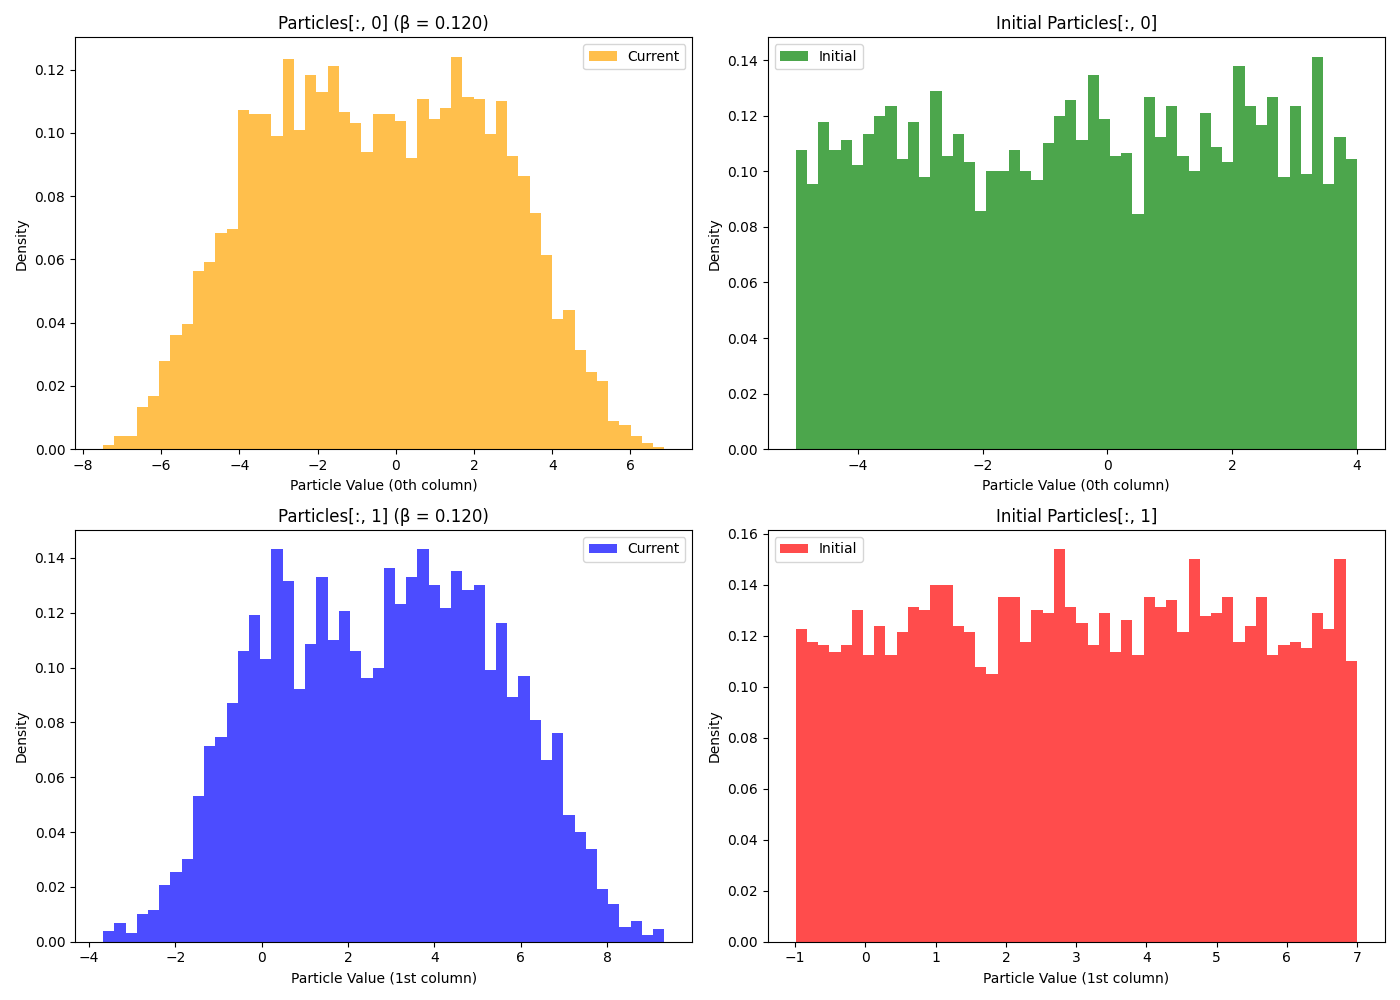 Particles[:, 0] (β = 0.120)
Current
Density
0.12
0.10
0.08
0.06
0.04
0.02
0.00
−8 −6 −4 −2 0 2 4 6
Particle Value (0th column)
Initial Particles[:, 0]
Initial
Density
0.14
0.12
0.10
0.08
0.06
0.04
0.02
0.00
−4 −2 0 2 4
Particle Value (0th column)
Particles[:, 1] (β = 0.120)
Current
Density
0.14
0.12
0.10
0.08
0.06
0.04
0.02
0.00
−4 −2 0 2 4 6 8
Particle Value (1st column)
Initial Particles[:, 1]
Initial
Density
0.16
0.14
0.12
0.10
0.08
0.06
0.04
0.02
0.00
−1 0 1 2 3 4 5 6 7
Particle Value (1st column)